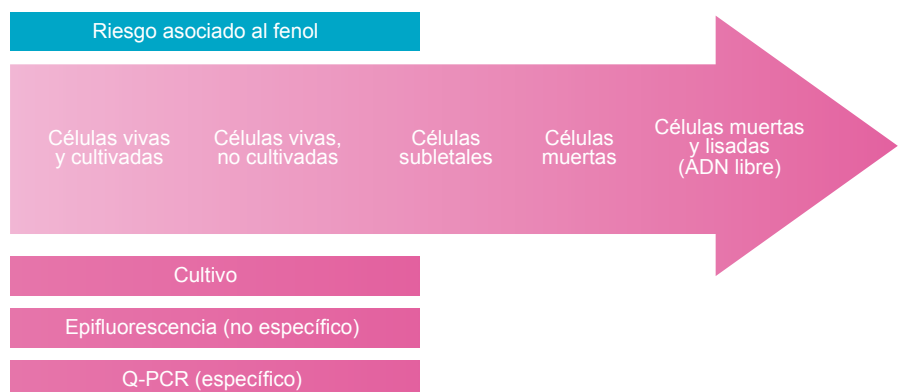 Riesgo asociado al fenol
Células vivas
y cultivadas
Células vivas,
no cultivadas
Células
subletales
Células
muertas
Células muertas
y lisadas
(ADN libre)
Cultivo
Epifluorescencia (no específico)
Q-PCR (específico)